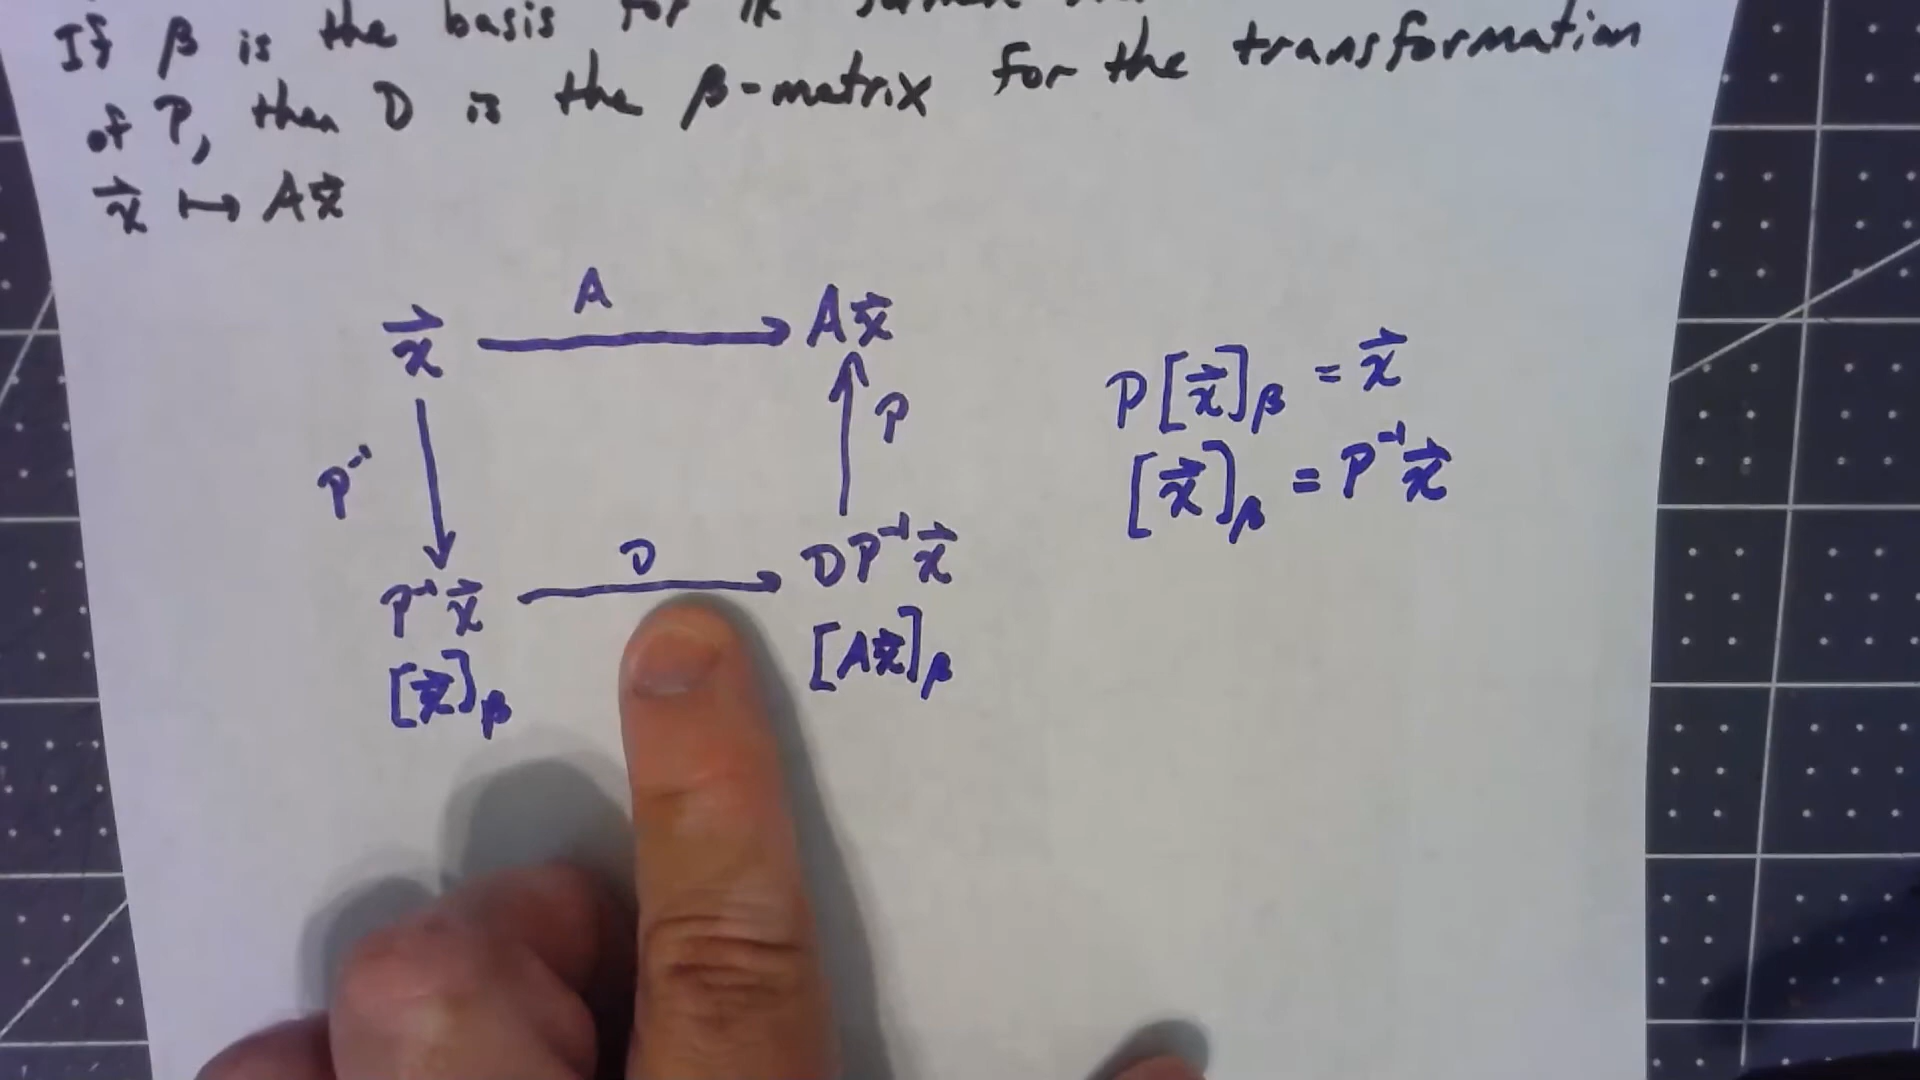 If β is the basis for
of P, then D is the β-matrix for the transformation
x⃗ ↦ Ax⃗
A
x⃗ → Ax⃗
P⁻¹
P
P[x⃗]β = x⃗
[x⃗]β = P⁻¹x⃗
D
P⁻¹x⃗ → DP⁻¹x⃗
[x⃗]β
[Ax⃗]β